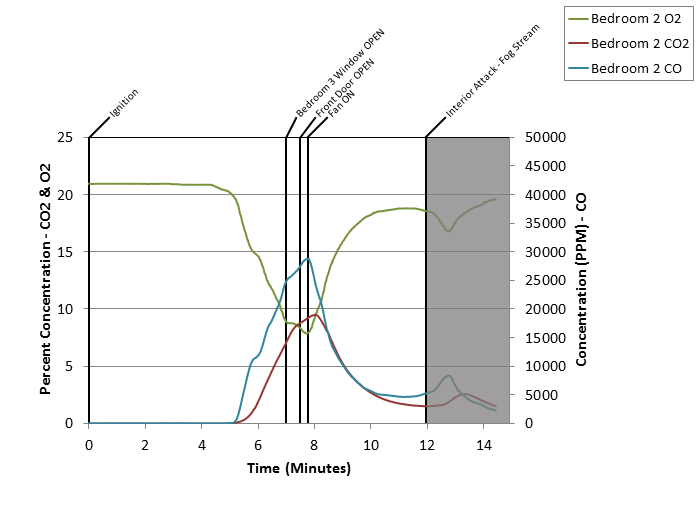 Bedroom 2 O2
Bedroom 2 CO2
Bedroom 2 CO
Ignition
Bedroom 3 Window OPEN
Front Door OPEN
Fan ON
Interior Attack - Fog Stream
25
20
15
10
5
0
Percent Concentration - CO2 & O2
50000
45000
40000
35000
30000
25000
20000
15000
10000
5000
0
Concentration (PPM) - CO
0 2 4 6 8 10 12 14
Time (Minutes)